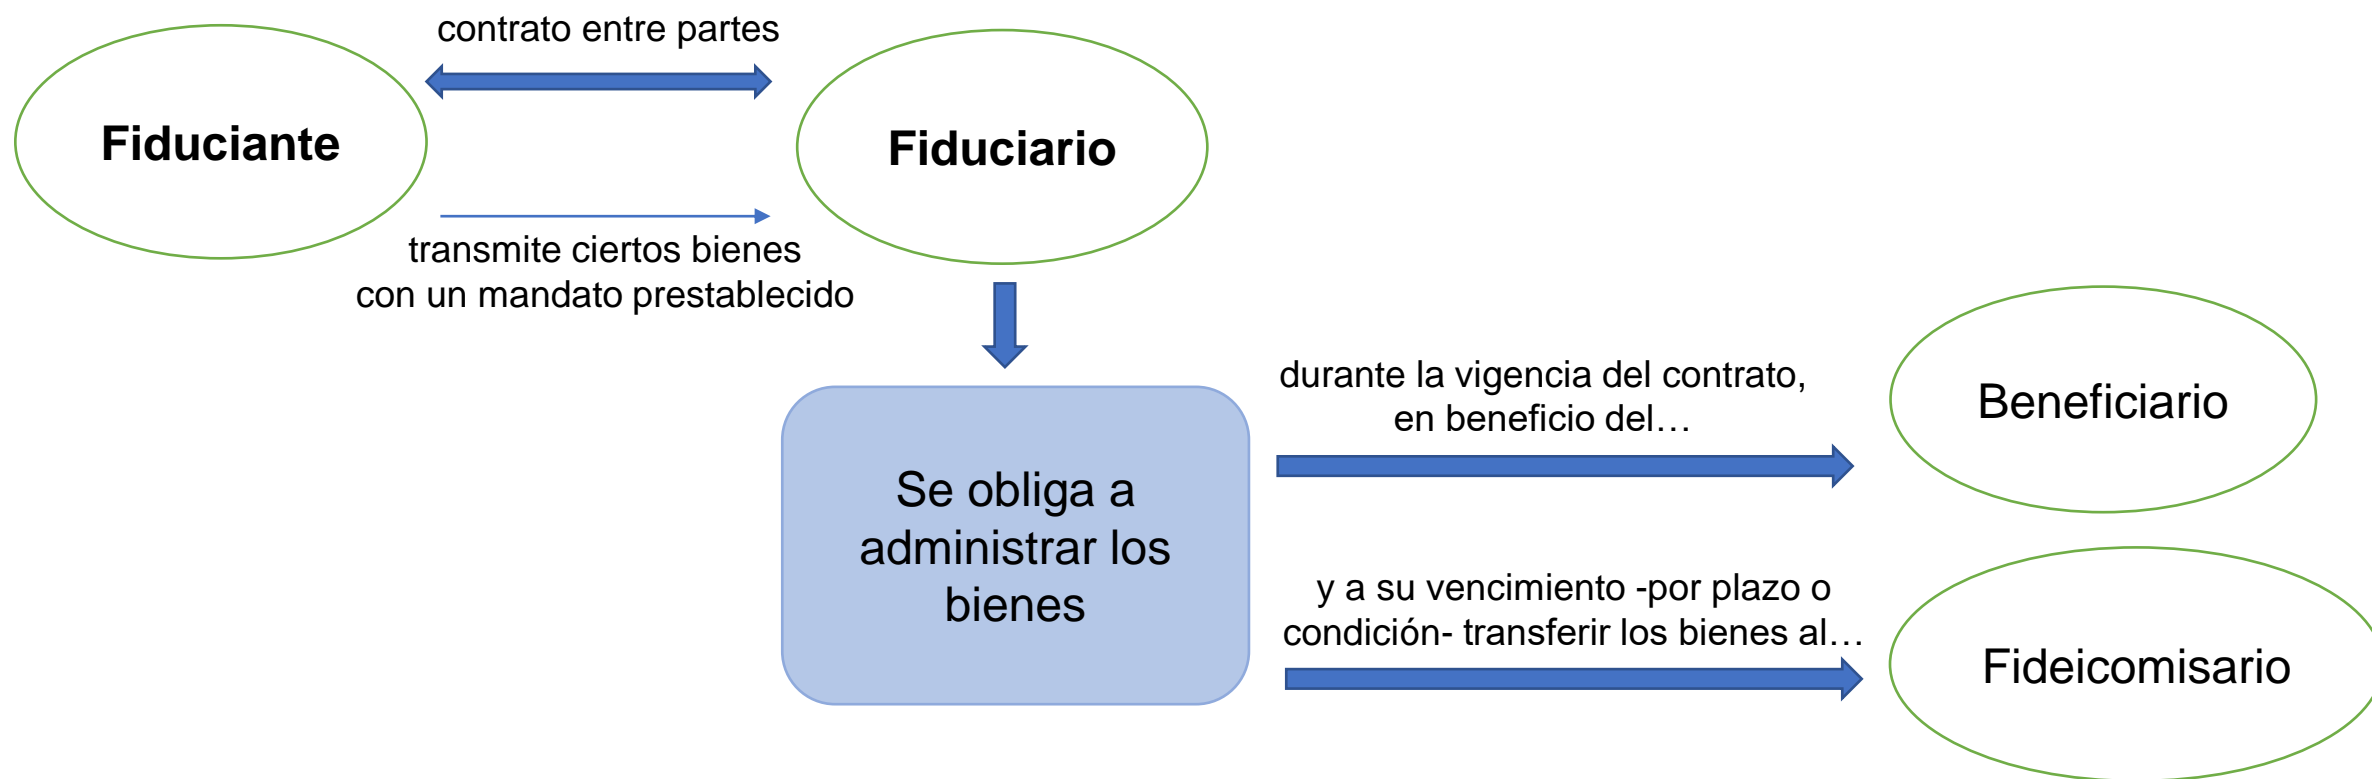 contrato entre partes
Fiduciante
Fiduciario
transmite ciertos bienes
con un mandato prestablecido
Se obliga a
administrar los
bienes
durante la vigencia del contrato,
en beneficio del…
Beneficiario
y a su vencimiento -por plazo o
condición- transferir los bienes al…
Fideicomisario